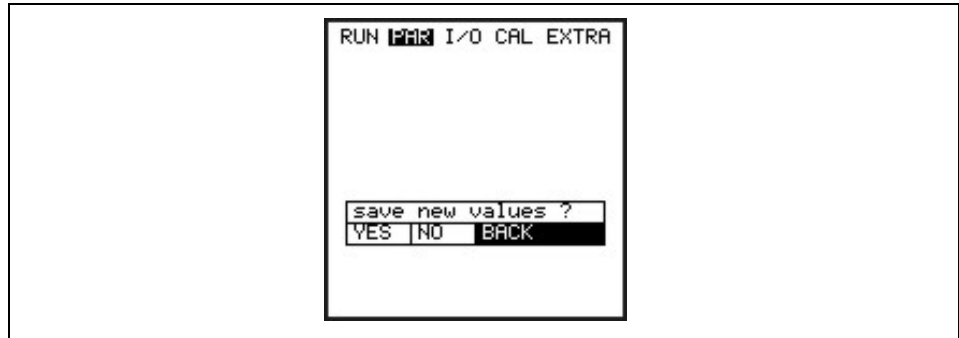 RUN PAR I/O CAL EXTRA
save new values ?
YES NO BACK